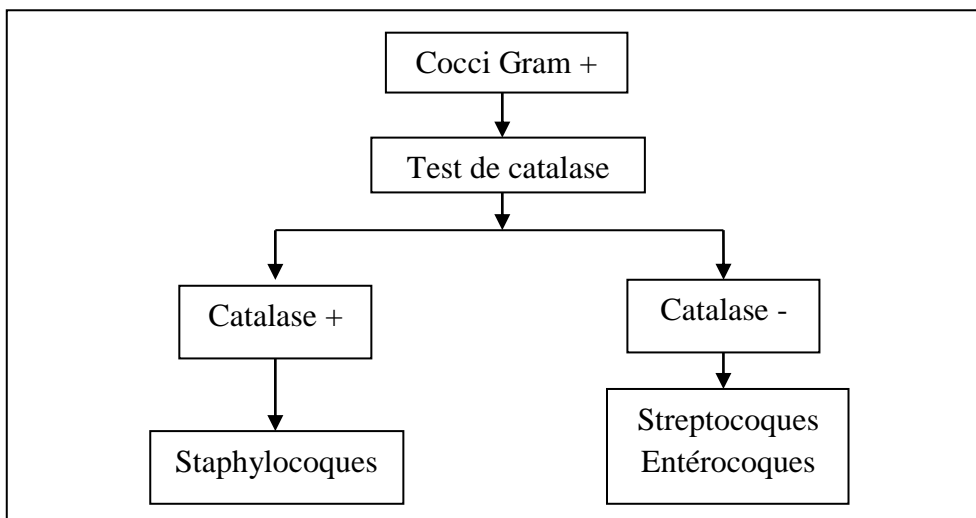 Cocci Gram +
Test de catalase
Catalase +
Catalase -
Staphylocoques
Streptocoques
Entérocoques